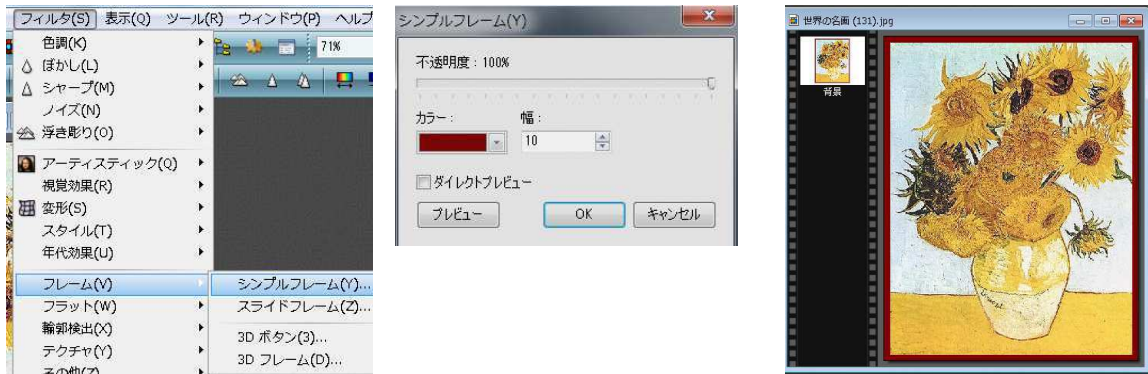 フィルタ(S) 表示(Q) ツール(R) ウィンドウ(P) ヘルプ
色調(K)
ぼかし(L)
シャープ(M)
ノイズ(N)
浮き彫り(O)
アーティスティック(Q)
視覚効果(R)
変形(S)
スタイル(T)
年代効果(U)
フレーム(V)
フラット(W)
輪郭検出(X)
テクチャ(Y)
その他(Z)
71%
シンプルフレーム(Y)...
スライドフレーム(Z)...
3D ボタン(3)...
3D フレーム(D)...
シンプルフレーム(Y)
不透明度 : 100%
カラー : 幅 :
10
ダイレクトプレビュー
プレビュー OK キャンセル
世界の名画 (131).jpg
背景